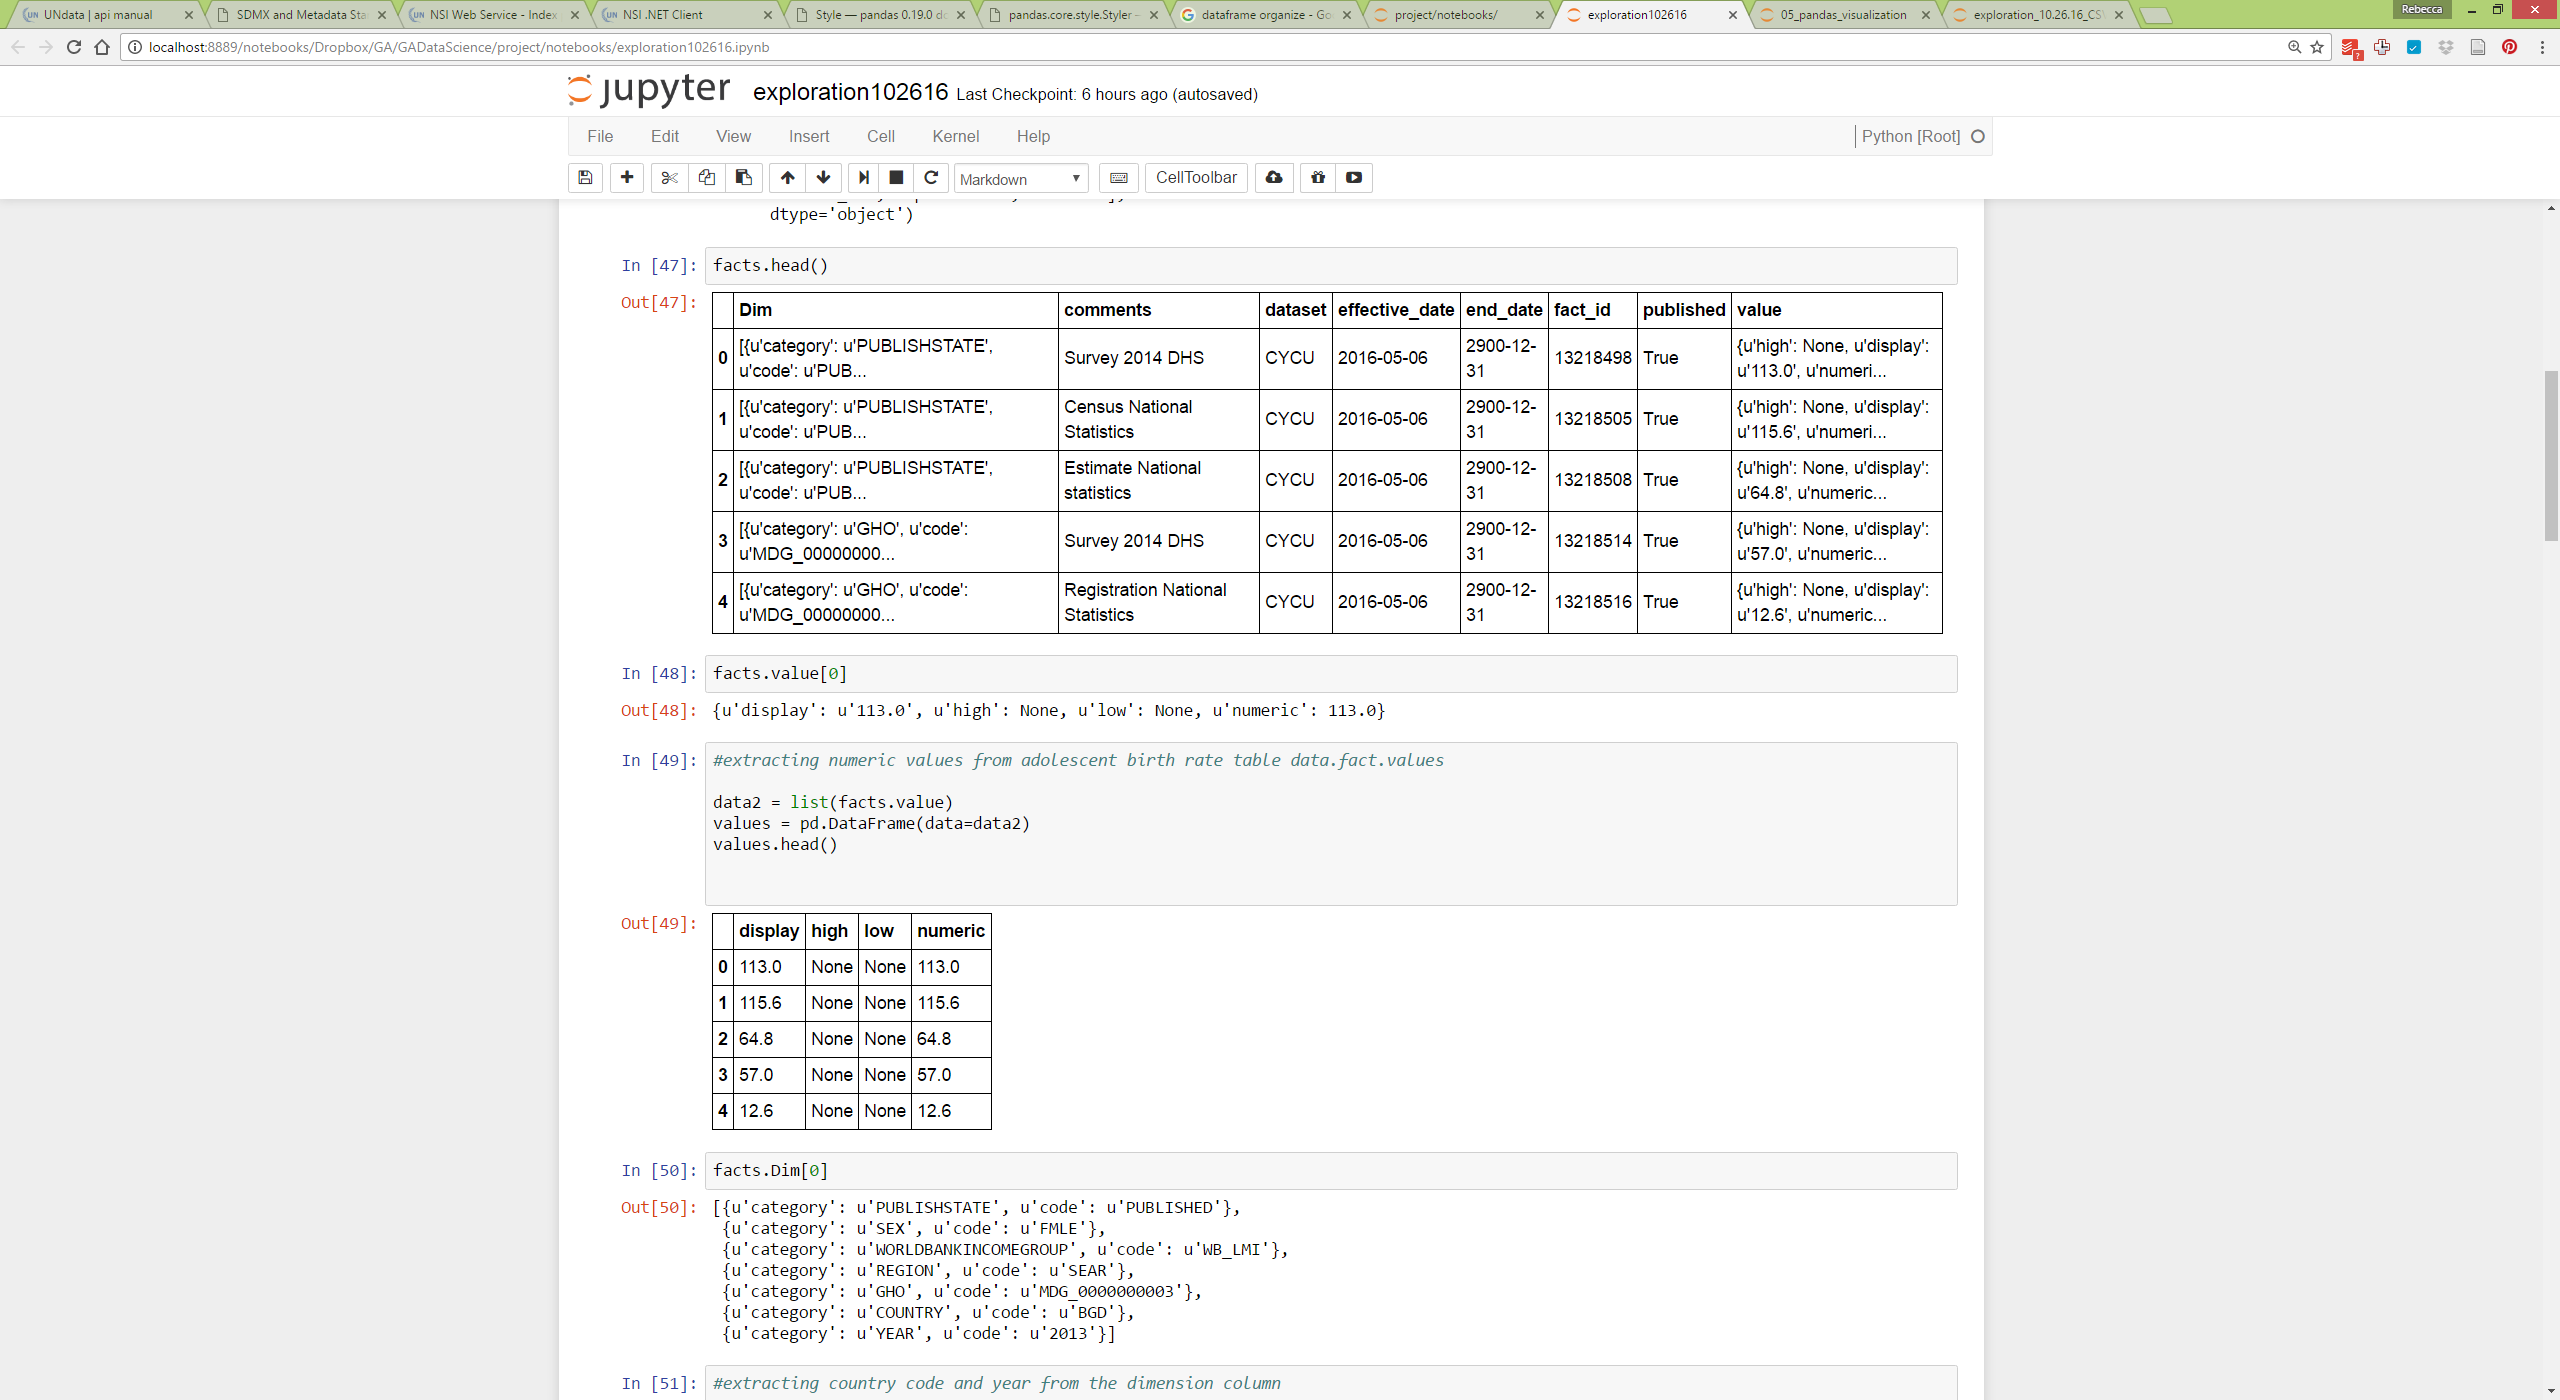 UNdata | api manual
SDMX and Metadata Sta
NSI Web Service - Index
NSI .NET Client
Style — pandas 0.19.0 do
pandas.core.style.Styler –
dataframe organize - Go
project/notebooks/
exploration102616
05_pandas_visualization
exploration_10.26.16_CSV
Rebecca
localhost:8889/notebooks/Dropbox/GA/GADataScience/project/notebooks/exploration102616.ipynb
jupyter exploration102616 Last Checkpoint: 6 hours ago (autosaved)
File Edit View Insert Cell Kernel Help Python [Root]
Markdown CellToolbar
dtype='object')
In [47]: facts.head()
Out[47]:
Dim comments dataset effective_date end_date fact_id published value
0 [{u'category': u'PUBLISHSTATE', u'code': u'PUB... Survey 2014 DHS CYCU 2016-05-06 2900-12-31 13218498 True {u'high': None, u'display': u'113.0', u'numeri...
1 [{u'category': u'PUBLISHSTATE', u'code': u'PUB... Census National Statistics CYCU 2016-05-06 2900-12-31 13218505 True {u'high': None, u'display': u'115.6', u'numeri...
2 [{u'category': u'PUBLISHSTATE', u'code': u'PUB... Estimate National statistics CYCU 2016-05-06 2900-12-31 13218508 True {u'high': None, u'display': u'64.8', u'numeric...
3 [{u'category': u'GHO', u'code': u'MDG_00000000... Survey 2014 DHS CYCU 2016-05-06 2900-12-31 13218514 True {u'high': None, u'display': u'57.0', u'numeric...
4 [{u'category': u'GHO', u'code': u'MDG_00000000... Registration National Statistics CYCU 2016-05-06 2900-12-31 13218516 True {u'high': None, u'display': u'12.6', u'numeric...
In [48]: facts.value[0]
Out[48]: {u'display': u'113.0', u'high': None, u'low': None, u'numeric': 113.0}
In [49]: #extracting numeric values from adolescent birth rate table data.fact.values
data2 = list(facts.value)
values = pd.DataFrame(data=data2)
values.head()
Out[49]:
display high low numeric
0 113.0 None None 113.0
1 115.6 None None 115.6
2 64.8 None None 64.8
3 57.0 None None 57.0
4 12.6 None None 12.6
In [50]: facts.Dim[0]
Out[50]: [{u'category': u'PUBLISHSTATE', u'code': u'PUBLISHED'},
{u'category': u'SEX', u'code': u'FMLE'},
{u'category': u'WORLDBANKINCOMEGROUP', u'code': u'WB_LMI'},
{u'category': u'REGION', u'code': u'SEAR'},
{u'category': u'GHO', u'code': u'MDG_0000000003'},
{u'category': u'COUNTRY', u'code': u'BGD'},
{u'category': u'YEAR', u'code': u'2013'}]
In [51]: #extracting country code and year from the dimension column